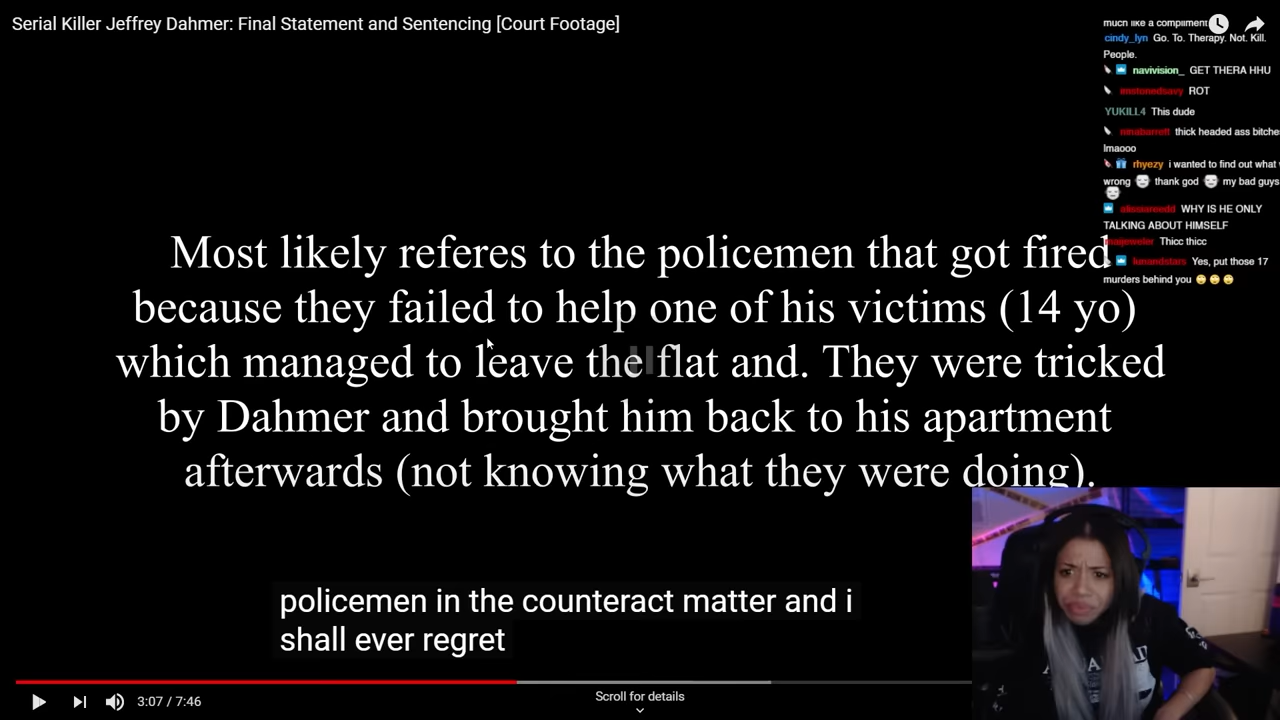 Serial Killer Jeffrey Dahmer: Final Statement and Sentencing [Court Footage]
much like a compliment
cindy_lyn Go. To. Therapy. Not. Kill.
People.
navivision_ GET THERA HHU
imstonedsavy ROT
YUKILL4 This dude
ninabarrett thick headed ass bitche
lmaooo
rhyezy i wanted to find out what
wrong thank god my bad guys
WHY IS HE ONLY
TALKING ABOUT HIMSELF
Thicc thicc
lunandstars Yes, put those 17
murders behind you
Most likely referes to the policemen that got fired
because they failed to help one of his victims (14 yo)
which managed to leave the flat and. They were tricked
by Dahmer and brought him back to his apartment
afterwards (not knowing what they were doing).
policemen in the counteract matter and i
shall ever regret
3:07 / 7:46
Scroll for details